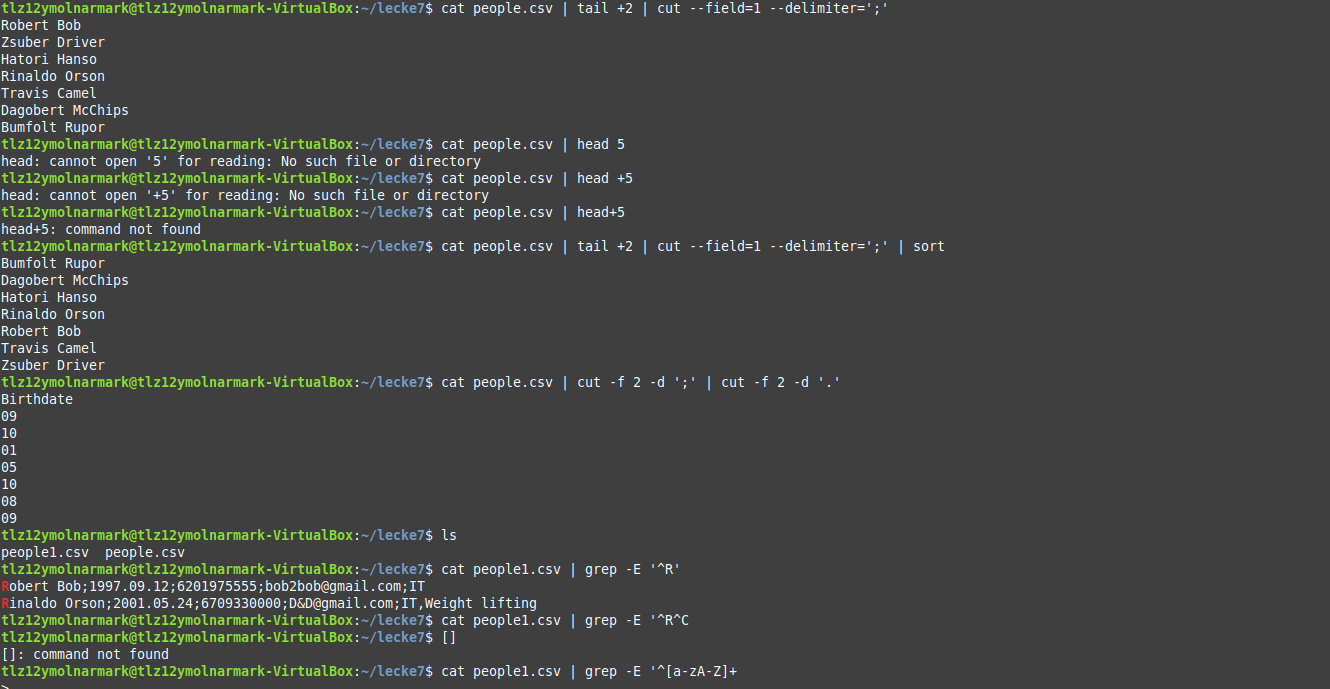 tlz12ymolnarmark@tlz12ymolnarmark-VirtualBox:~/lecke7$ cat people.csv | tail +2 | cut --field=1 --delimiter=';'
Robert Bob
Zsuber Driver
Hatori Hanso
Rinaldo Orson
Travis Camel
Dagobert McChips
Bumfolt Rupor
tlz12ymolnarmark@tlz12ymolnarmark-VirtualBox:~/lecke7$ cat people.csv | head 5
head: cannot open '5' for reading: No such file or directory
tlz12ymolnarmark@tlz12ymolnarmark-VirtualBox:~/lecke7$ cat people.csv | head +5
head: cannot open '+5' for reading: No such file or directory
tlz12ymolnarmark@tlz12ymolnarmark-VirtualBox:~/lecke7$ cat people.csv | head+5
head+5: command not found
tlz12ymolnarmark@tlz12ymolnarmark-VirtualBox:~/lecke7$ cat people.csv | tail +2 | cut --field=1 --delimiter=';' | sort
Bumfolt Rupor
Dagobert McChips
Hatori Hanso
Rinaldo Orson
Robert Bob
Travis Camel
Zsuber Driver
tlz12ymolnarmark@tlz12ymolnarmark-VirtualBox:~/lecke7$ cat people.csv | cut -f 2 -d ';' | cut -f 2 -d '.'
Birthdate
09
10
01
05
10
08
09
tlz12ymolnarmark@tlz12ymolnarmark-VirtualBox:~/lecke7$ ls
people1.csv  people.csv
tlz12ymolnarmark@tlz12ymolnarmark-VirtualBox:~/lecke7$ cat people1.csv | grep -E '^R'
Robert Bob;1997.09.12;6201975555;bob2bob@gmail.com;IT
Rinaldo Orson;2001.05.24;6709330000;D&D@gmail.com;IT,Weight lifting
tlz12ymolnarmark@tlz12ymolnarmark-VirtualBox:~/lecke7$ cat people1.csv | grep -E '^R^C
tlz12ymolnarmark@tlz12ymolnarmark-VirtualBox:~/lecke7$ []
[]: command not found
tlz12ymolnarmark@tlz12ymolnarmark-VirtualBox:~/lecke7$ cat people1.csv | grep -E '^[a-zA-Z]+
>